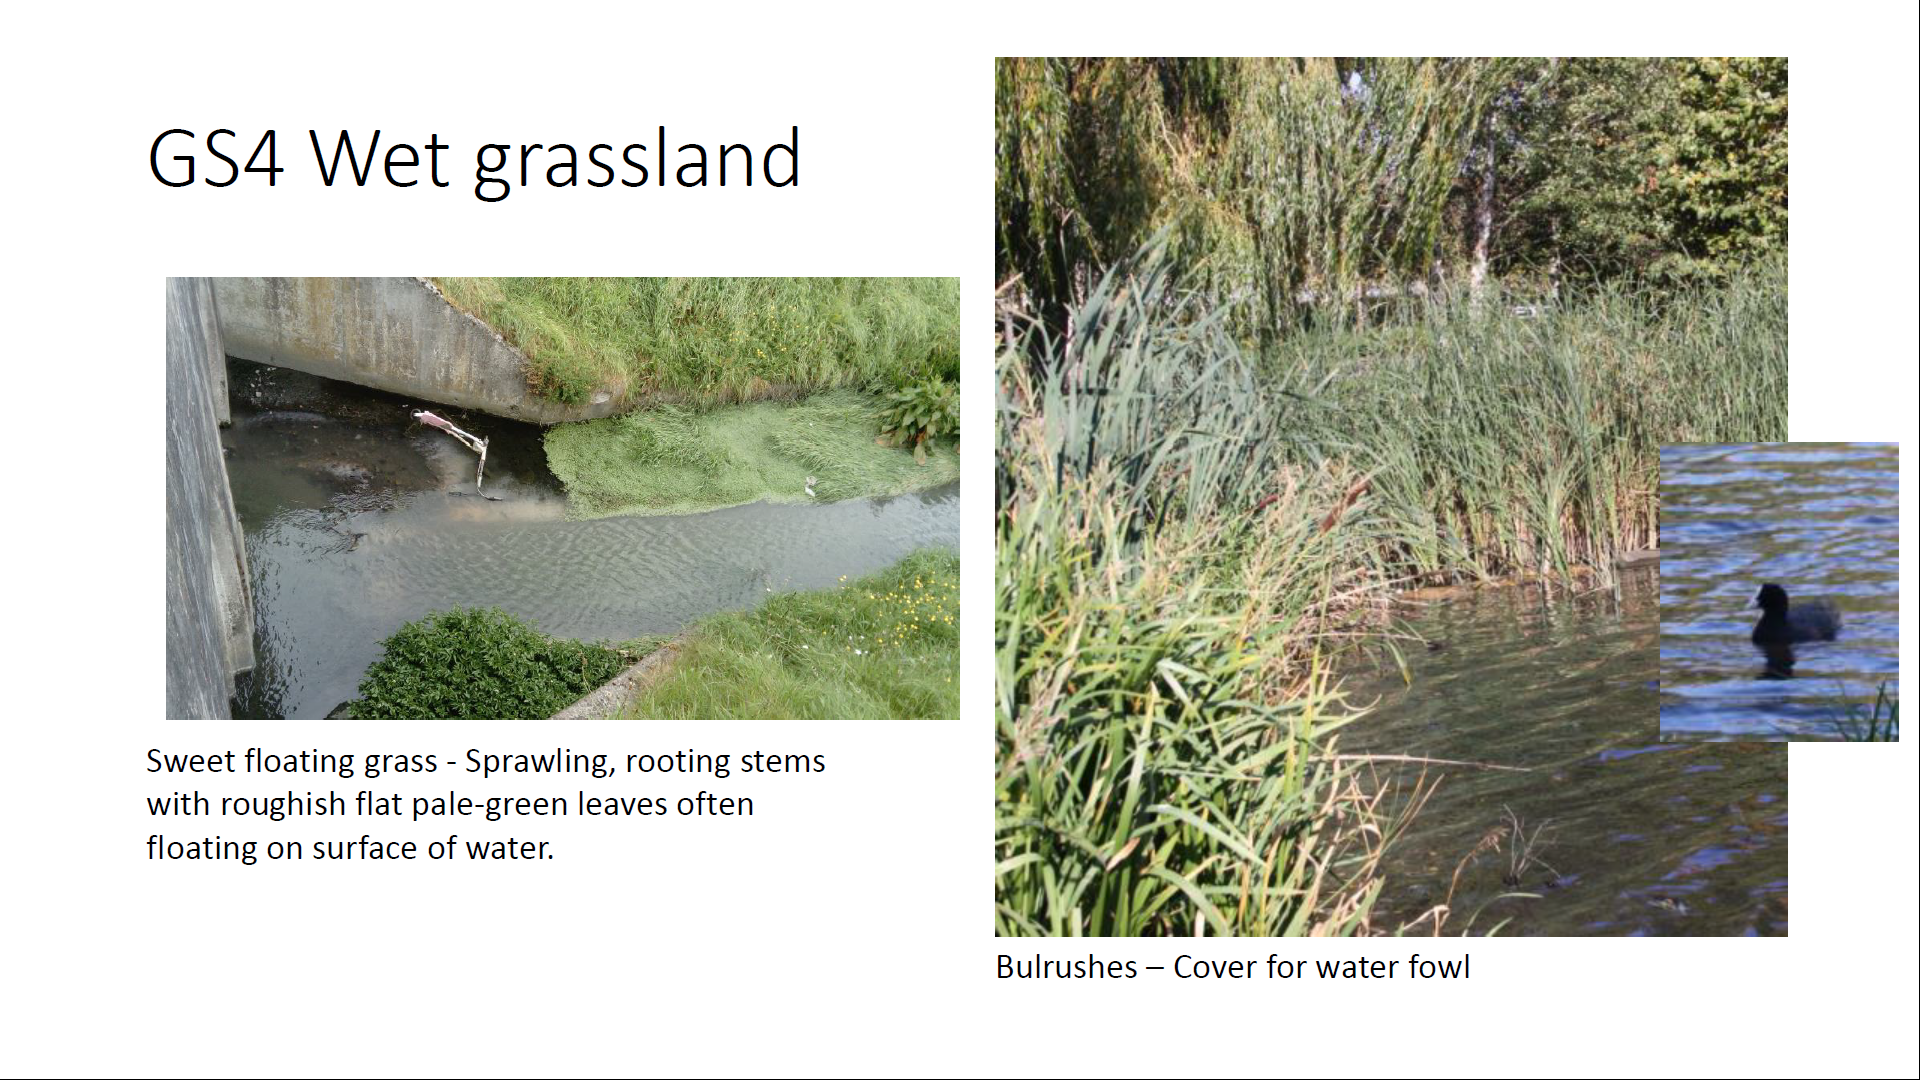 GS4 Wet grassland
Sweet floating grass - Sprawling, rooting stems
with roughish flat pale-green leaves often
floating on surface of water.
Bulrushes – Cover for water fowl